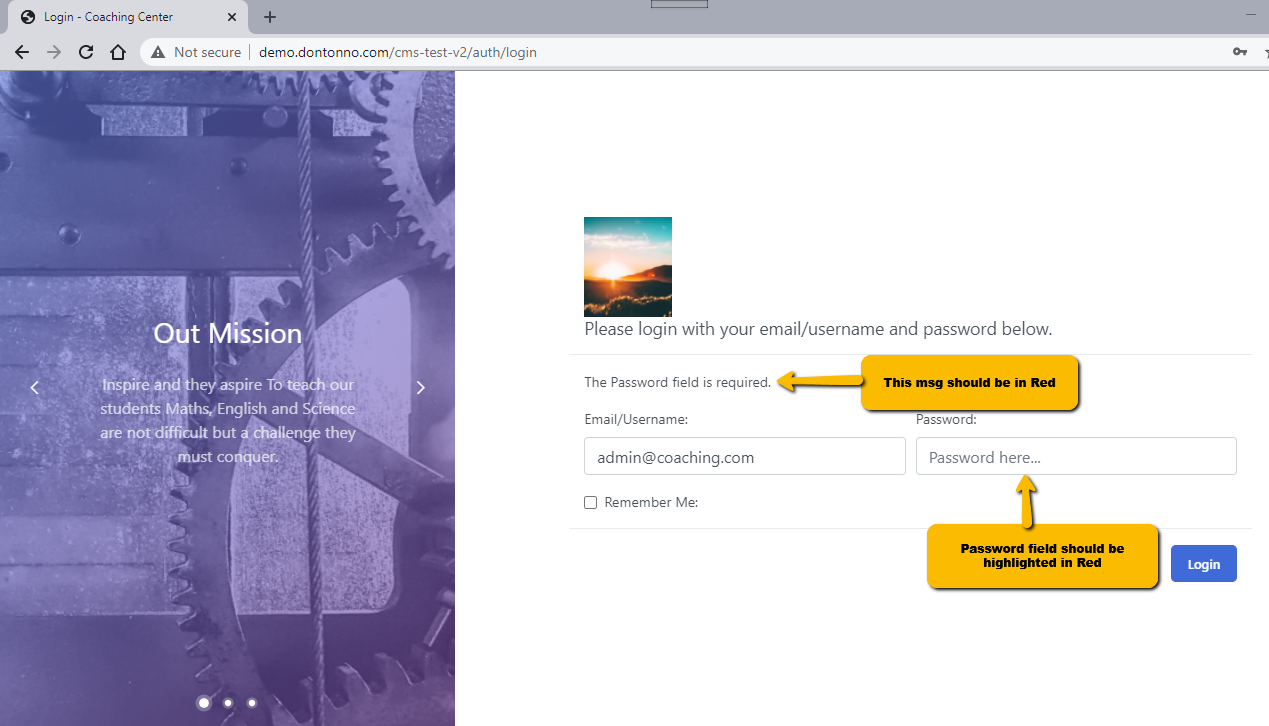 Login - Coaching Center
Not secure
demo.dontonno.com/cms-test-v2/auth/login
Out Mission
Inspire and they aspire To teach our
students Maths, English and Science
are not difficult but a challenge they
must conquer.
Please login with your email/username and password below.
The Password field is required.
This msg should be in Red
Email/Username:
Password:
admin@coaching.com
Password here...
Remember Me:
Password field should be
highlighted in Red
Login